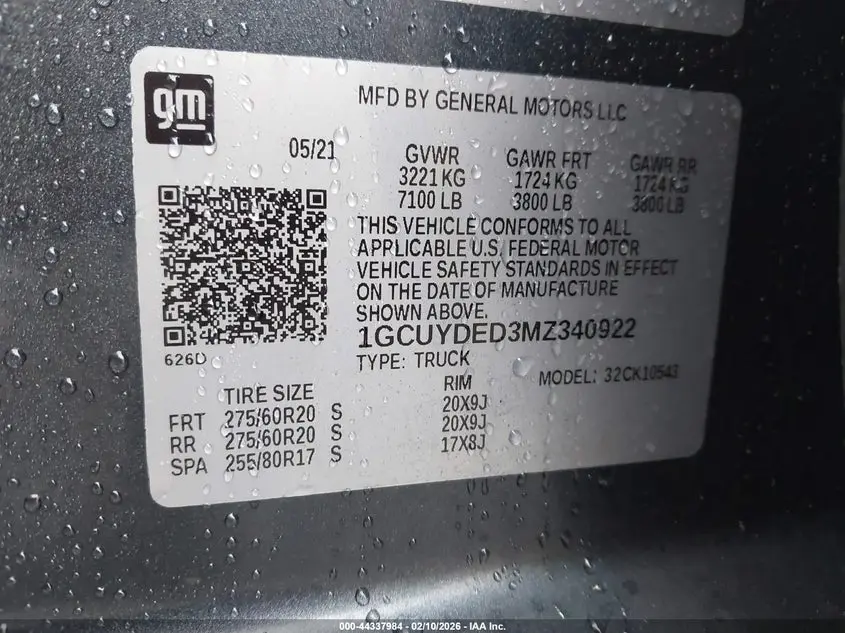 gm
MFD BY GENERAL MOTORS LLC
05/21
GVWR GAWR FRT GAWR RR
3221 KG 1724 KG 1724 KG
7100 LB 3800 LB 3800 LB
THIS VEHICLE CONFORMS TO ALL
APPLICABLE U.S. FEDERAL MOTOR
VEHICLE SAFETY STANDARDS IN EFFECT
ON THE DATE OF MANUFACTURE
SHOWN ABOVE.
1GCUYDED3MZ340922
626D
TYPE: TRUCK
MODEL: 32CK10543
TIRE SIZE RIM
FRT 275/60R20 S 20X9J
RR 275/60R20 S 20X9J
SPA 255/80R17 S 17X8J
000-44337984 - 02/10/2026 - IAA Inc.